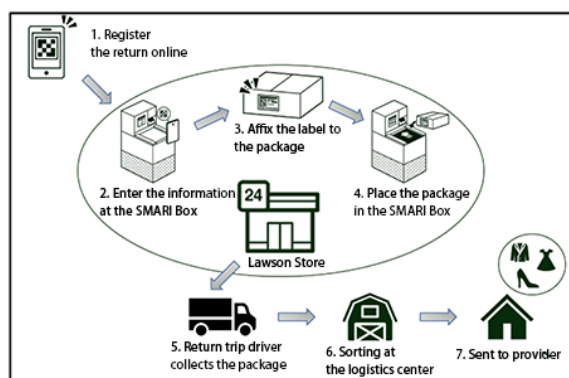 1. Register
the return online
2. Enter the information
at the SMARI Box
3. Affix the label to
the package
4. Place the package
in the SMARI Box
24
Lawson Store
5. Return trip driver
collects the package
6. Sorting at
the logistics center
7. Sent to provider